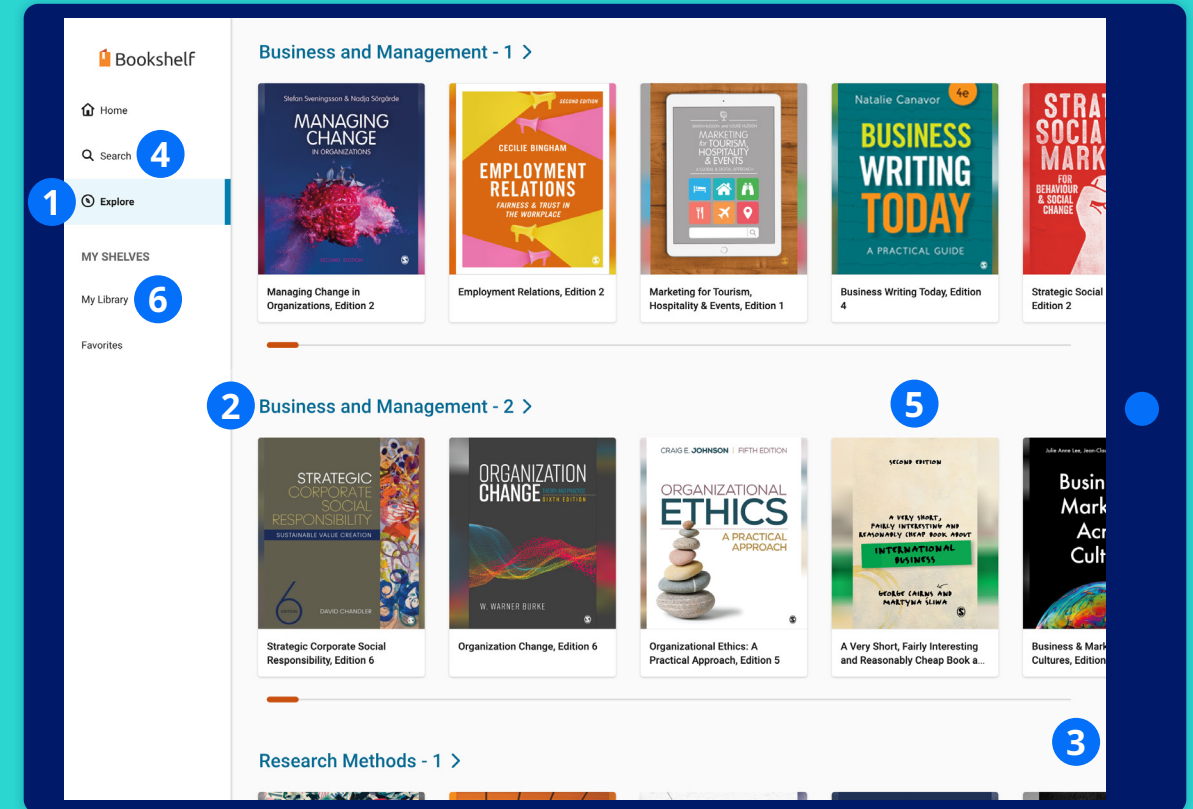 Bookshelf
Home
Search
4
1
Explore
MY SHELVES
My Library
6
Favorites
Business and Management - 1 >
Stefan Sveningsson & Nadja Sörgärde
MANAGING
CHANGE
IN ORGANIZATIONS
SECOND EDITION
Managing Change in
Organizations, Edition 2
SECOND EDITION
CECILIE BINGHAM
EMPLOYMENT
RELATIONS
FAIRNESS & TRUST IN
THE WORKPLACE
Employment Relations, Edition 2
MARKETING
for TOURISM,
HOSPITALITY
& EVENTS
Marketing for Tourism,
Hospitality & Events, Edition 1
Natalie Canavor
4e
BUSINESS
WRITING
TODAY
A PRACTICAL GUIDE
Business Writing Today, Edition
4
STRA
SOCIA
MARK
FOR
BEHAVIOUR
& SOCIAL
CHANGE
Strategic Social
Edition 2
2
Business and Management - 2 >
5
STRATEGIC
CORPORATE
SOCIAL
RESPONSIBILITY
SUSTAINABLE VALUE CREATION
6
EDITION
DAVID CHANDLER
Strategic Corporate Social
Responsibility, Edition 6
ORGANIZATION
CHANGE THEORY AND PRACTICE
SIXTH EDITION
W. WARNER BURKE
Organization Change, Edition 6
CRAIG E. JOHNSON | FIFTH EDITION
ORGANIZATIONAL
ETHICS
A PRACTICAL
APPROACH
Organizational Ethics: A
Practical Approach, Edition 5
SECOND EDITION
A VERY SHORT,
FAIRLY INTERESTING AND
REASONABLY CHEAP BOOK ABOUT
INTERNATIONAL
BUSINESS
GEORGE CAIRNS AND
MARTYNA ŚLIWA
A Very Short, Fairly Interesting
and Reasonably Cheap Book a...
Julie Anne Lee, Jean-Clau
Busin
Mark
Acr
Cult
Business & Mark
Cultures, Edition
3
Research Methods - 1 >